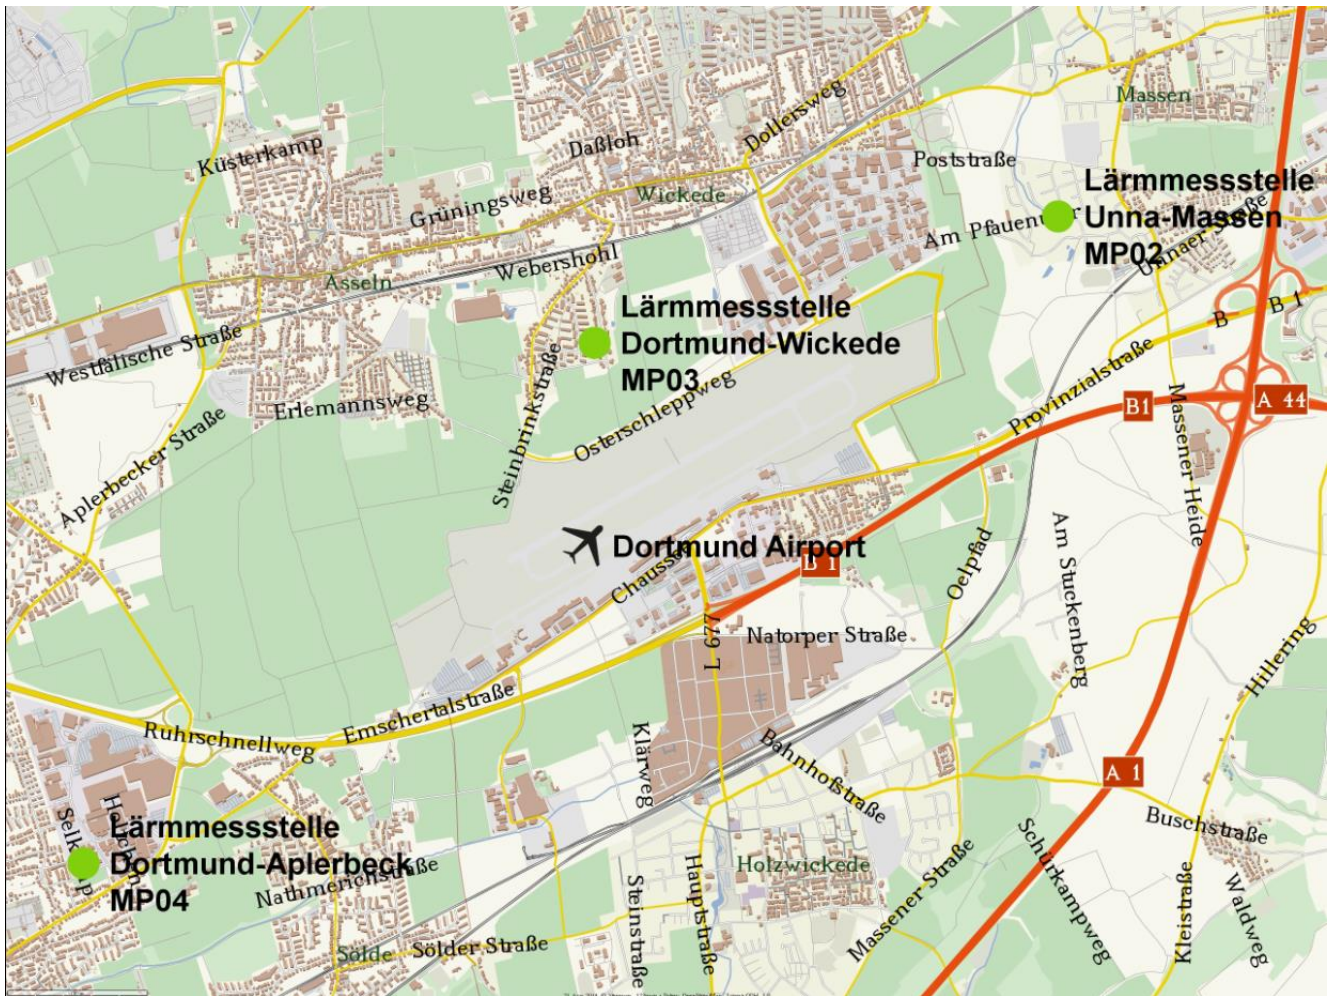 Massen
Dollersweg
Daßloh
Küsterkamp
Poststraße
Lärmmessstelle
Unna-Massen
MP02
Wickede
Grüningsweg
Am Pfauen
Unnaer Straße
Webershohl
Asseln
Lärmmessstelle
Dortmund-Wickede
MP03
B
B 1
Westfälische Straße
Provinzialstraße
B1
A 44
Erlemannsweg
Osterschleppweg
Steinbrinkstraße
Massener Heide
Aplerbecker Straße
Dortmund Airport
B 1
Chaussee
Oelpfad
Am Stuckenberg
Natorper Straße
L 677
Hillering
Emschertalstraße
Ruhrschnellweg
Klärweg
Bahnhofstraße
A 1
Buschstraße
Lärmmessstelle
Dortmund-Aplerbeck
MP04
Selk
Nathmerichstraße
Holzwickede
Hauptstraße
Steinstraße
Massener Straße
Schürkampweg
Kleistraße
Waldweg
Sölde
Sölder Straße